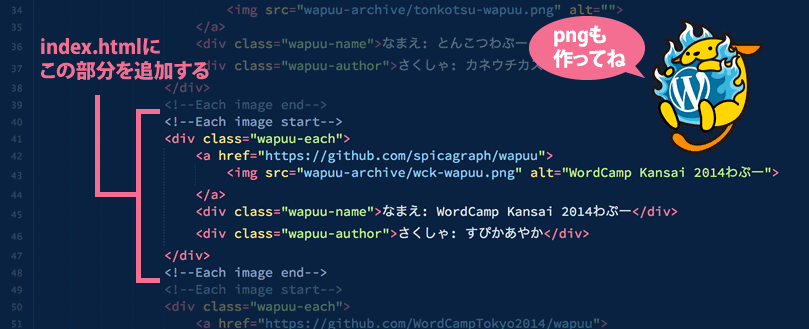 34 <img src="wapuu-archive/tonkotsu-wapuu.png" alt="">
35 </a>
36 <div class="wapuu-name">なまえ: とんこつわぷー
37 <div class="wapuu-author">さくしゃ: カネウチカズ
38 </div>
39 <!--Each image end-->
40 <!--Each image start-->
41 <div class="wapuu-each">
42 <a href="https://github.com/spicagraph/wapuu">
43 <img src="wapuu-archive/wck-wapuu.png" alt="WordCamp Kansai 2014わぷー">
44 </a>
45 <div class="wapuu-name">なまえ: WordCamp Kansai 2014わぷー</div>
46 <div class="wapuu-author">さくしゃ: すぴかあやか</div>
47 </div>
48 <!--Each image end-->
49 <!--Each image start-->
50 <div class="wapuu-each">
51 <a href="https://github.com/WordCampTokyo2014/wapuu">
index.htmlに
この部分を追加する
pngも
作ってね
W